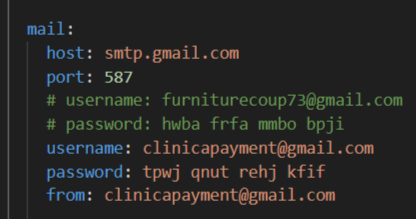 mail:
host: smtp.gmail.com
port: 587
# username: furniturecoup73@gmail.com
# password: hwba frfa mmbo bpji
username: clinicapayment@gmail.com
password: tpwj qnut rehj kfif
from: clinicapayment@gmail.com